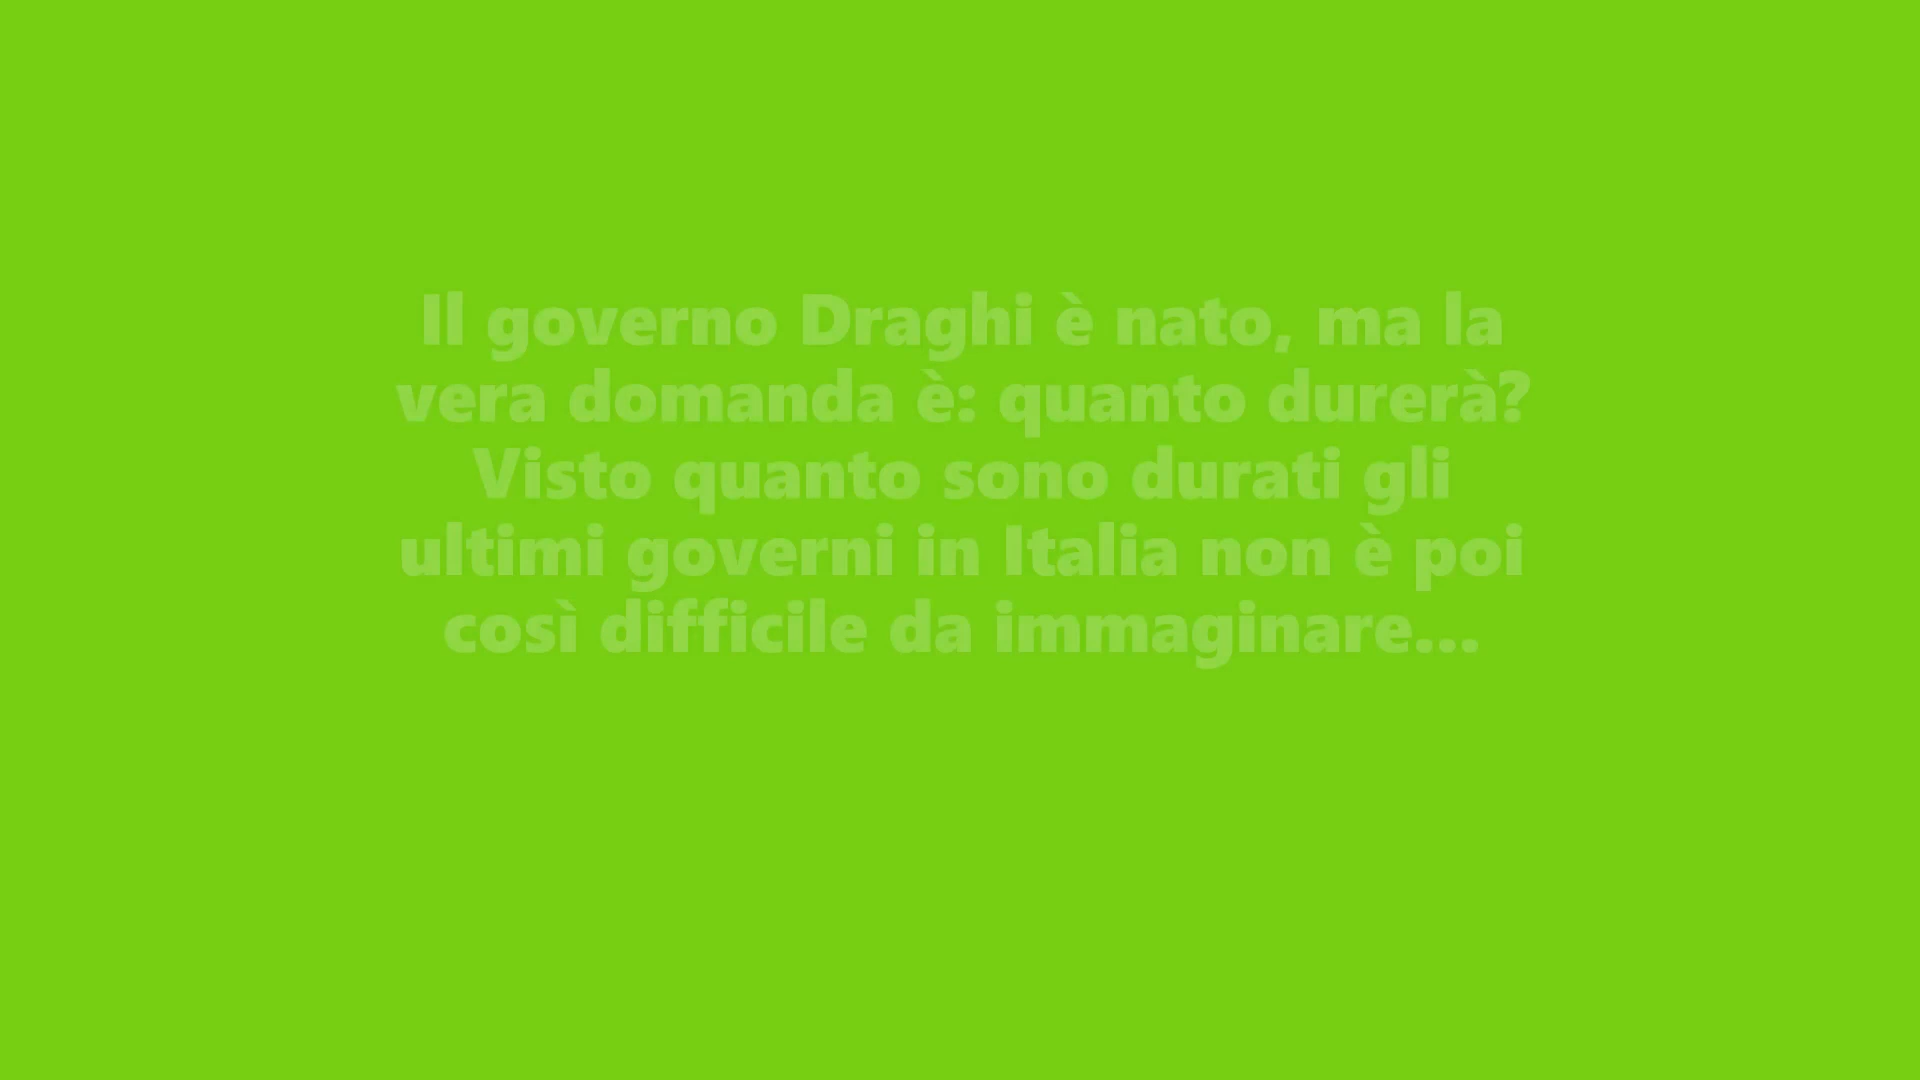 Il governo Draghi è nato, ma la
vera domanda è: quanto durerà?
Visto quanto sono durati gli
ultimi governi in Italia non è poi
così difficile da immaginare...